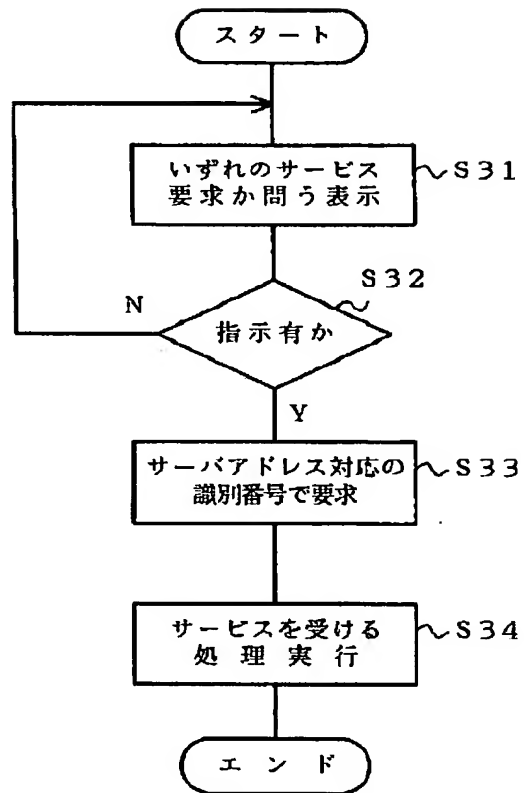 スタート
いずれのサービス
要求か問う表示
S31
S32
N
指示有か
Y
サーバアドレス対応の
識別番号で要求
S33
サービスを受ける
処理実行
S34
エンド